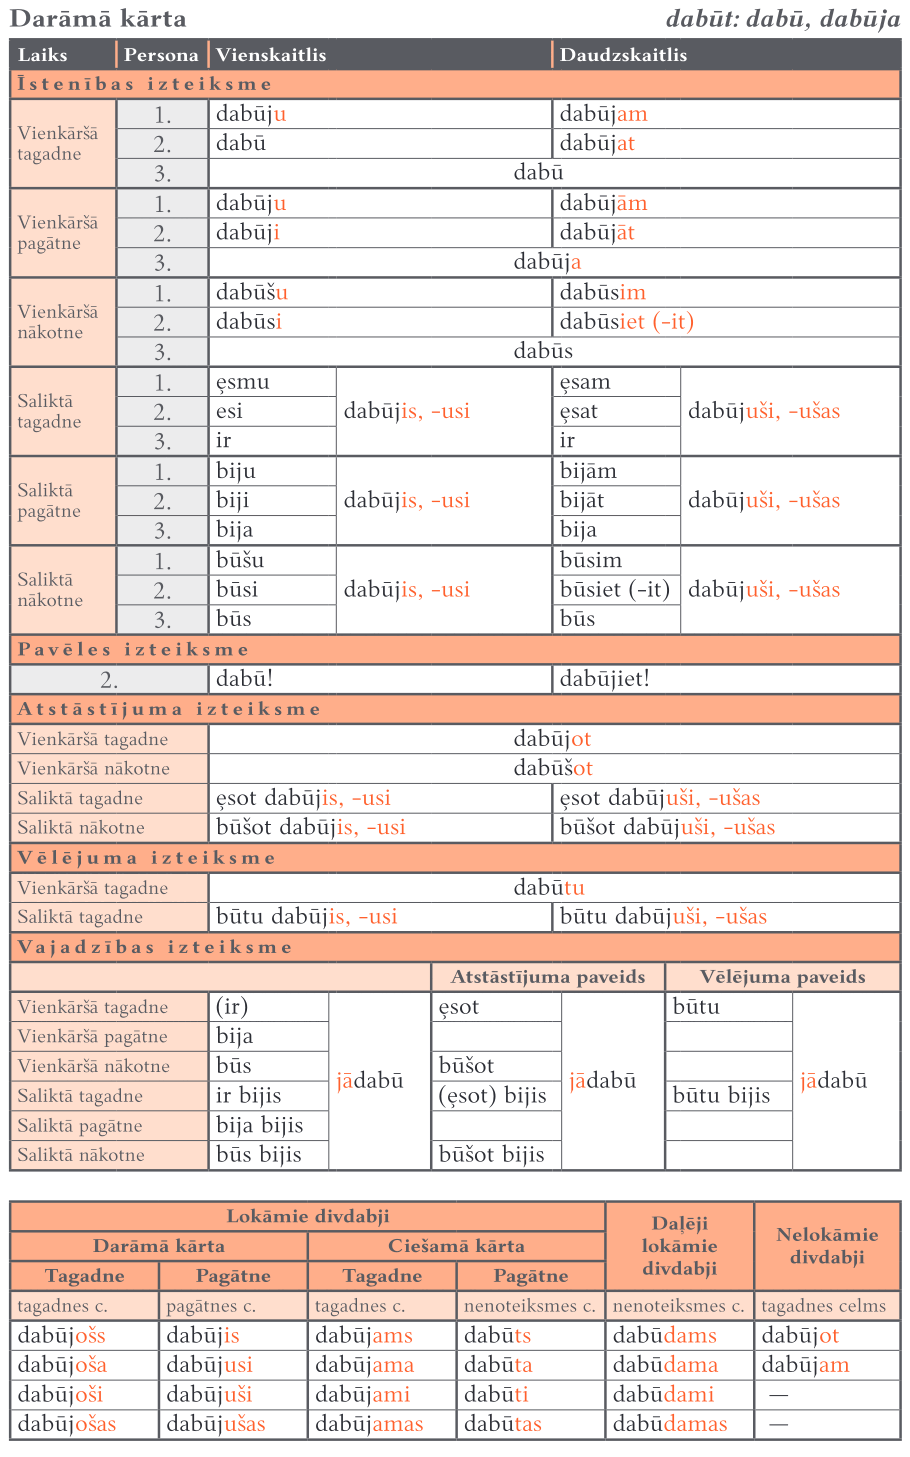 Darāmā kārta dabūt: dabū, dabūja
Laiks Persona Vienskaitlis Daudzskaitlis
Īstenības izteiksme
Vienkāršā tagadne
1. dabūju dabūjam
2. dabū dabūjat
3. dabū
Vienkāršā pagātne
1. dabūju dabūjām
2. dabūji dabūjāt
3. dabūja
Vienkāršā nākotne
1. dabūšu dabūsim
2. dabūsi dabūsiet (-it)
3. dabūs
Saliktā tagadne
1. ȩsmu ȩsam
2. esi dabūjis, -usi ȩsat dabūjuši, -ušas
3. ir ir
Saliktā pagātne
1. biju bijām
2. biji dabūjis, -usi bijāt dabūjuši, -ušas
3. bija bija
Saliktā nākotne
1. būšu būsim
2. būsi dabūjis, -usi būsiet (-it) dabūjuši, -ušas
3. būs būs
Pavēles izteiksme
2. dabū! dabūjiet!
Atstāstījuma izteiksme
Vienkāršā tagadne dabūjot
Vienkāršā nākotne dabūšot
Saliktā tagadne ȩsot dabūjis, -usi ȩsot dabūjuši, -ušas
Saliktā nākotne būšot dabūjis, -usi būšot dabūjuši, -ušas
Vēlējuma izteiksme
Vienkāršā tagadne dabūtu
Saliktā tagadne būtu dabūjis, -usi būtu dabūjuši, -ušas
Vajadzības izteiksme
Atstāstījuma paveids Vēlējuma paveids
Vienkāršā tagadne (ir) ȩsot būtu
Vienkāršā pagātne bija
Vienkāršā nākotne būs būšot
jādabū jādabū jādabū
Saliktā tagadne ir bijis (ȩsot) bijis būtu bijis
Saliktā pagātne bija bijis
Saliktā nākotne būs bijis būšot bijis
Lokāmie divdabji Daļēji lokāmie divdabji Nelokāmie divdabji
Darāmā kārta Ciešamā kārta
Tagadne Pagātne Tagadne Pagātne
tagadnes c. pagātnes c. tagadnes c. nenoteiksmes c. nenoteiksmes c. tagadnes celms
dabūjošs dabūjis dabūjams dabūts dabūdams dabūjot
dabūjoša dabūjusi dabūjama dabūta dabūdama dabūjam
dabūjoši dabūjuši dabūjami dabūti dabūdami —
dabūjošas dabūjušas dabūjamas dabūtas dabūdamas —